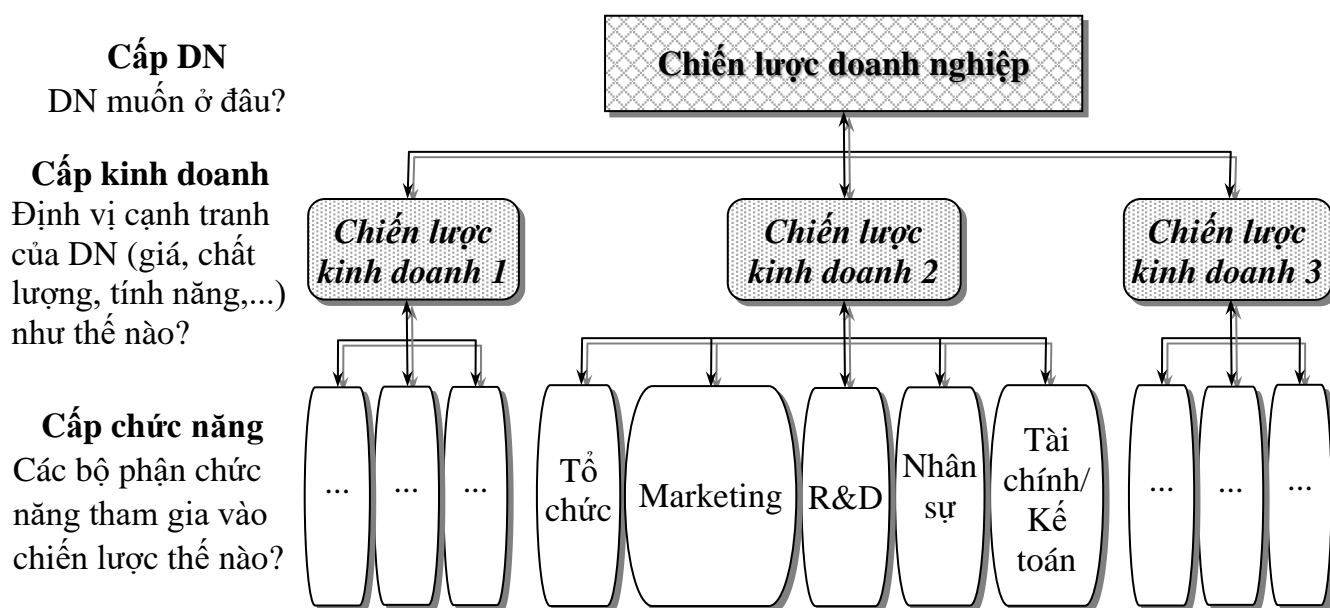 Cấp DN
DN muốn ở đâu?
Chiến lược doanh nghiệp
Cấp kinh doanh
Định vị cạnh tranh
của DN (giá, chất
lượng, tính năng,...)
như thế nào?
Chiến lược
kinh doanh 1
Chiến lược
kinh doanh 2
Chiến lược
kinh doanh 3
Cấp chức năng
Các bộ phận chức
năng tham gia vào
chiến lược thế nào?
...
...
...
Tổ
chức
Marketing
R&D
Nhân
sự
Tài
chính/
Kế
toán
...
...
...